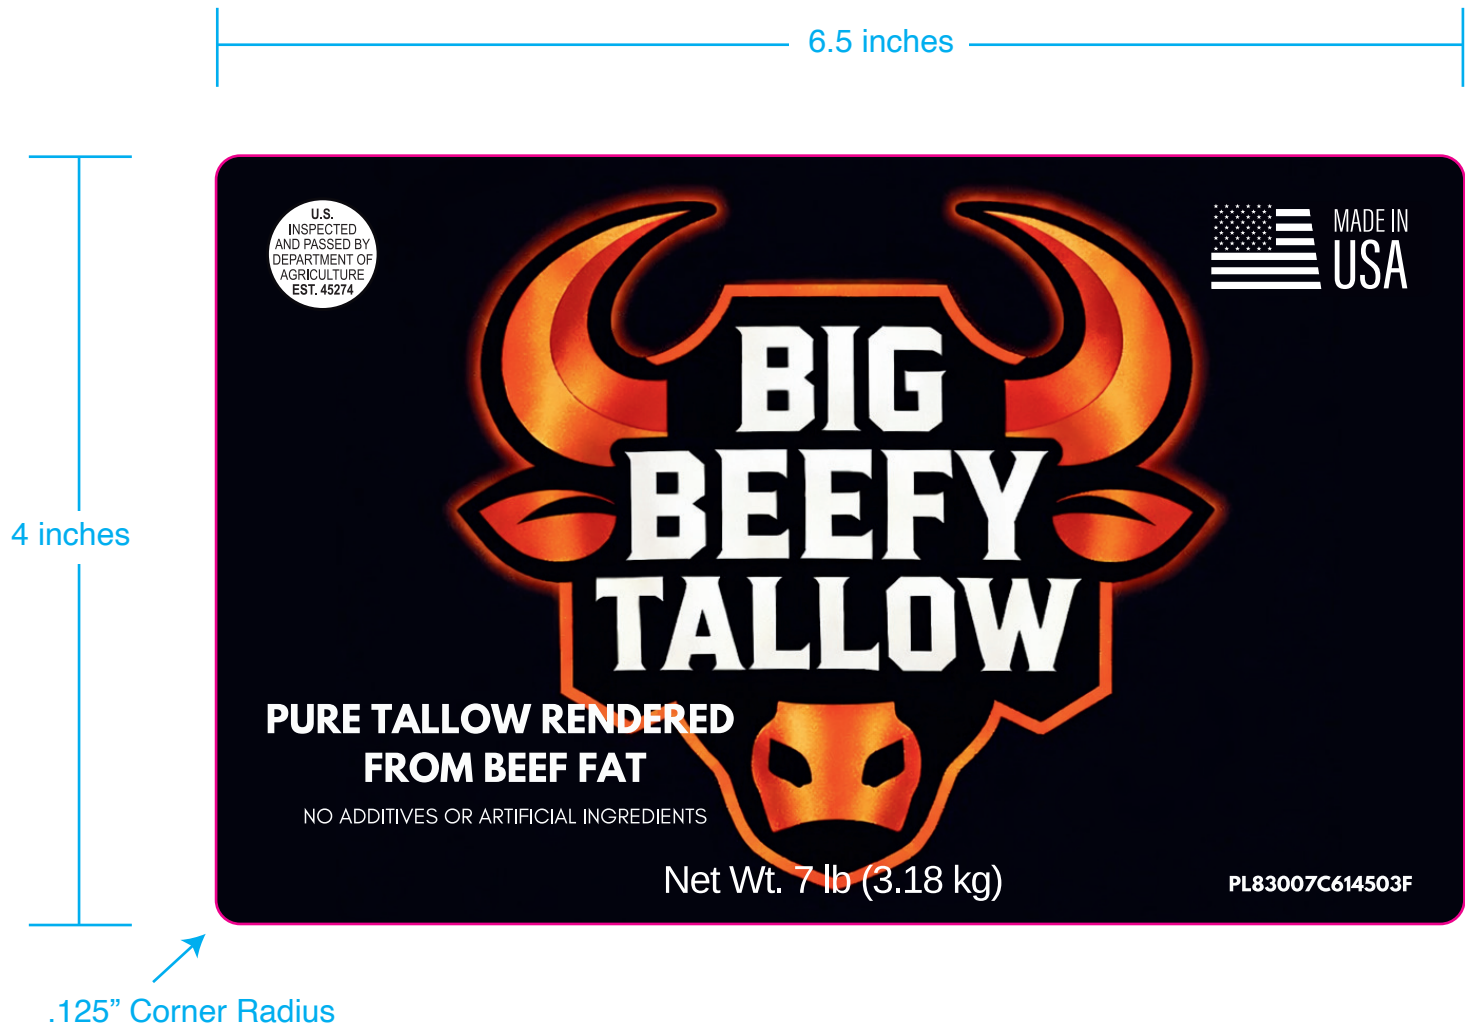 6.5 inches
U.S.
INSPECTED
AND PASSED BY
DEPARTMENT OF
AGRICULTURE
EST. 45274
MADE IN
USA
BIG
BEEFY
TALLOW
4 inches
PURE TALLOW RENDERED
FROM BEEF FAT
NO ADDITIVES OR ARTIFICIAL INGREDIENTS
Net Wt. 7 lb (3.18 kg)
PL83007C614503F
.125” Corner Radius